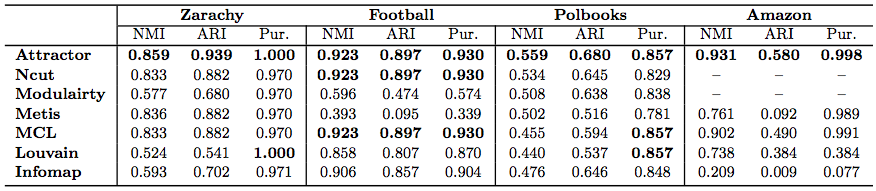 Zarachy Football Polbooks Amazon
NMI ARI Pur. NMI ARI Pur. NMI ARI Pur. NMI ARI Pur.
Attractor 0.859 0.939 1.000 0.923 0.897 0.930 0.559 0.680 0.857 0.931 0.580 0.998
Ncut 0.833 0.882 0.970 0.923 0.897 0.930 0.534 0.645 0.829 – – –
Modulairty 0.577 0.680 0.970 0.596 0.474 0.574 0.508 0.638 0.838 – – –
Metis 0.836 0.882 0.970 0.393 0.095 0.339 0.502 0.516 0.781 0.761 0.092 0.989
MCL 0.833 0.882 0.970 0.923 0.897 0.930 0.455 0.594 0.857 0.902 0.490 0.991
Louvain 0.524 0.541 1.000 0.858 0.807 0.870 0.440 0.537 0.857 0.738 0.384 0.384
Infomap 0.593 0.702 0.971 0.906 0.857 0.904 0.476 0.646 0.848 0.209 0.009 0.077